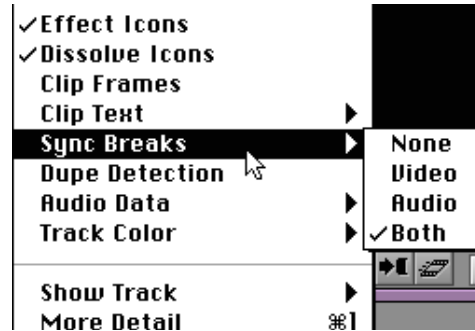 ✓Effect Icons
✓Dissolve Icons
Clip Frames
Clip Text
Sync Breaks
Dupe Detection
Audio Data
Track Color
Show Track
More Detail ⌘]
None
Video
Audio
✓Both